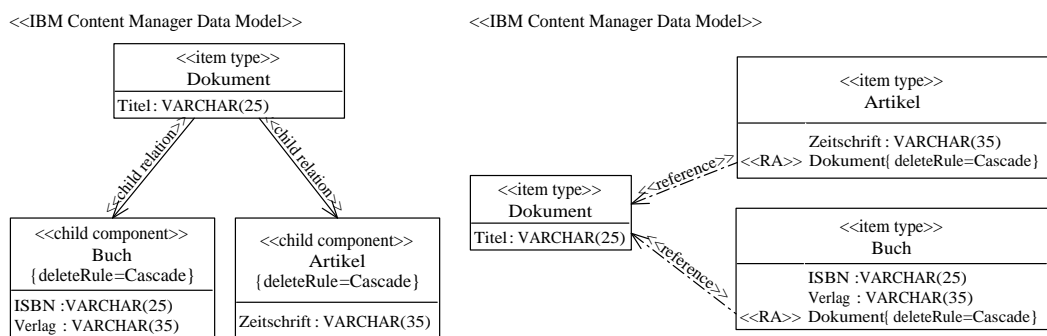 <<IBM Content Manager Data Model>>
<<item type>>
Dokument
Titel : VARCHAR(25)
<<child relation>>
<<child relation>>
<<child component>>
Buch
{deleteRule=Cascade}
ISBN :VARCHAR(25)
Verlag : VARCHAR(35)
<<child component>>
Artikel
{deleteRule=Cascade}
Zeitschrift : VARCHAR(35)
<<IBM Content Manager Data Model>>
<<item type>>
Artikel
Zeitschrift : VARCHAR(35)
<<RA>> Dokument{ deleteRule=Cascade}
<<reference>>
<<item type>>
Dokument
Titel : VARCHAR(25)
<<reference>>
<<item type>>
Buch
ISBN : VARCHAR(25)
Verlag : VARCHAR(35)
<<RA>> Dokument{ deleteRule=Cascade}